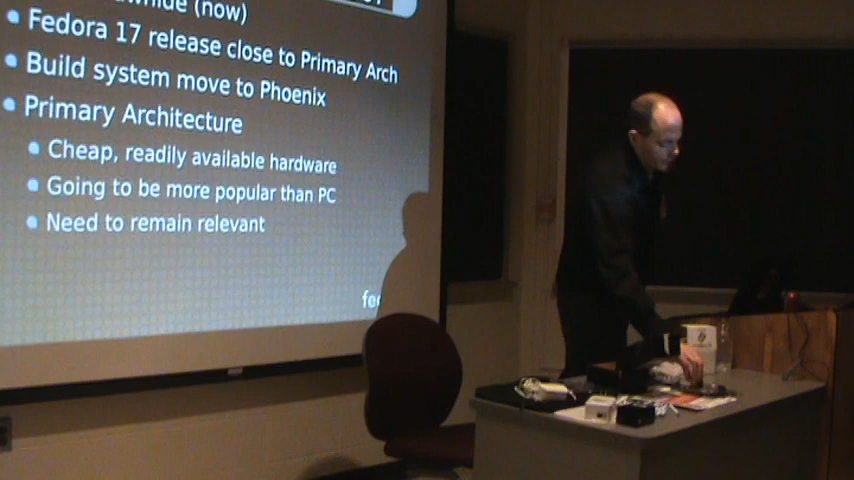 (now)
Fedora 17 release close to Primary Arch
Build system move to Phoenix
Primary Architecture
Cheap, readily available hardware
Going to be more popular than PC
Need to remain relevant